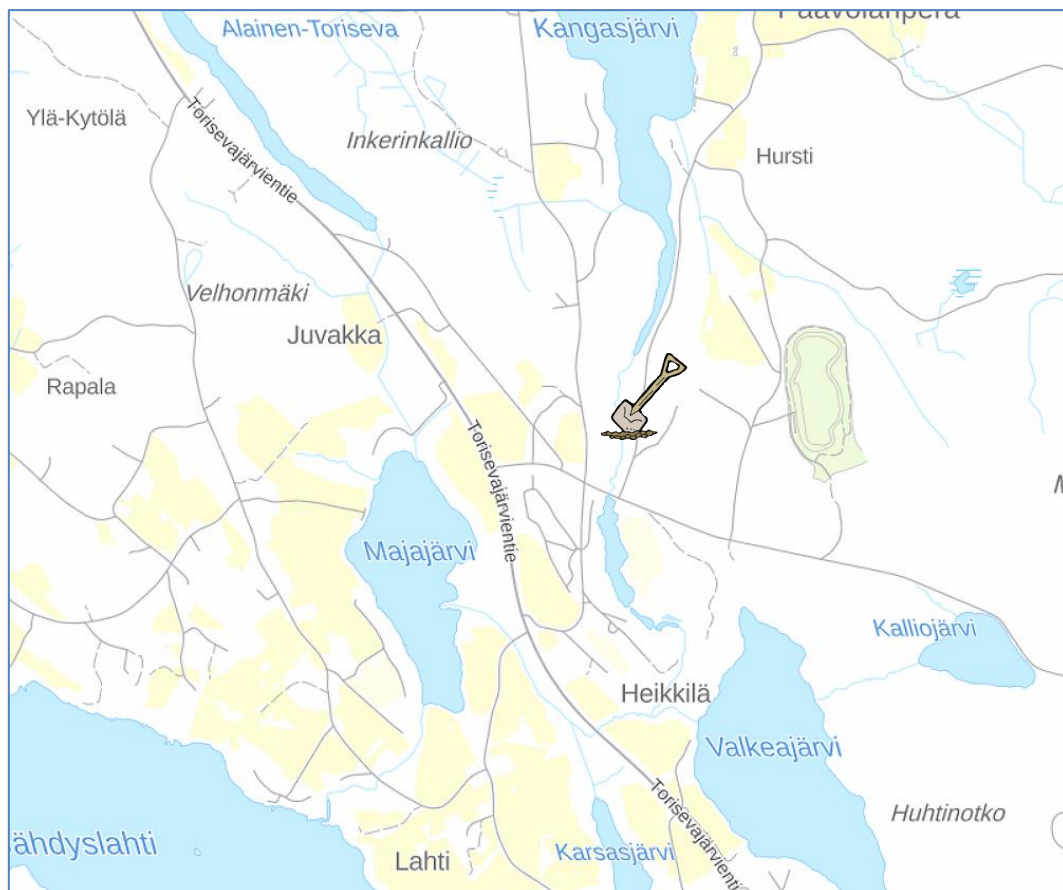 Alainen-Toriseva
Kangasjärvi
Ylä-Kytölä
Torisevajärvientie
Inkerinkallio
Hursti
Velhonmäki
Juvakka
Rapala
Torisevajärvientie
Majajärvi
Kalliojärvi
Heikkilä
Valkeajärvi
Torisevajärvientie
Huhtinotko
ähdyslahti
Lahti
Karsasjärvi